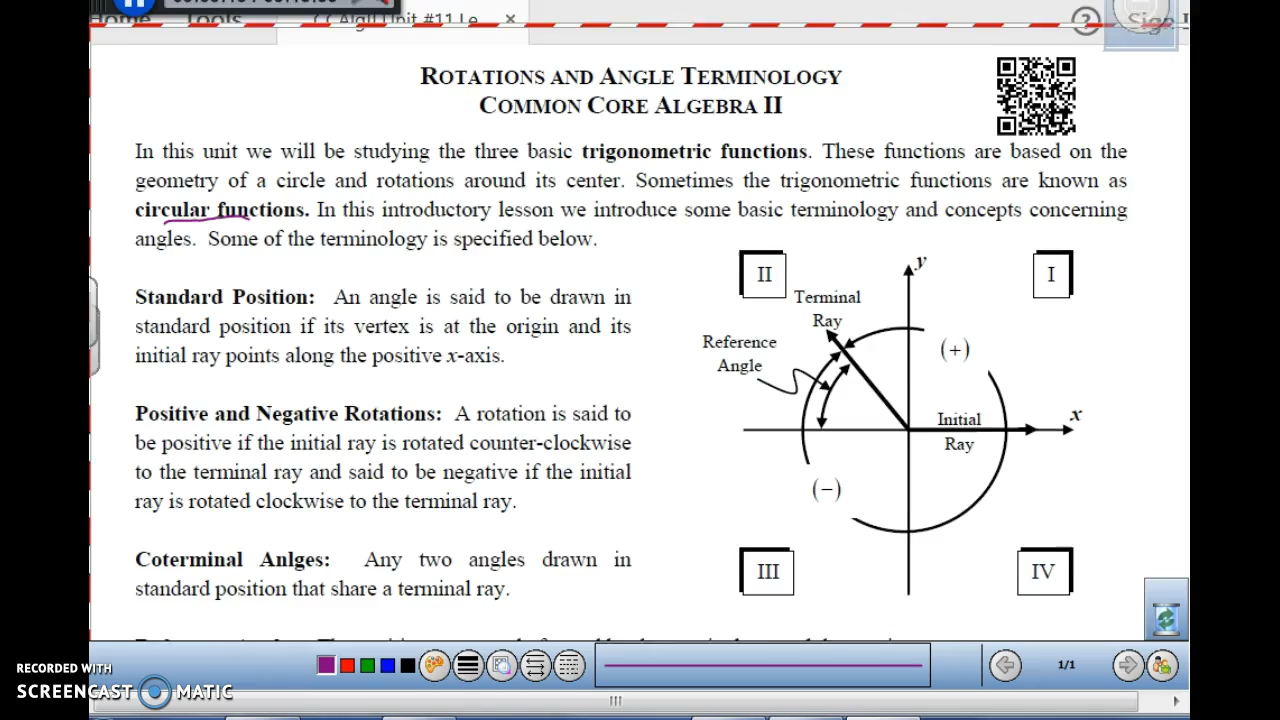 Home Tools CCAlgII Unit #11 Le × ? Sign I
ROTATIONS AND ANGLE TERMINOLOGY
COMMON CORE ALGEBRA II
In this unit we will be studying the three basic trigonometric functions. These functions are based on the
geometry of a circle and rotations around its center. Sometimes the trigonometric functions are known as
circular functions. In this introductory lesson we introduce some basic terminology and concepts concerning
angles. Some of the terminology is specified below.
Standard Position: An angle is said to be drawn in
standard position if its vertex is at the origin and its
initial ray points along the positive x-axis.
Positive and Negative Rotations: A rotation is said to
be positive if the initial ray is rotated counter-clockwise
to the terminal ray and said to be negative if the initial
ray is rotated clockwise to the terminal ray.
Coterminal Anlges: Any two angles drawn in
standard position that share a terminal ray.
II
I
y
Terminal
Ray
Reference
Angle
(+)
Initial
Ray
x
(−)
III
IV
1/1
RECORDED WITH
SCREENCAST MATIC